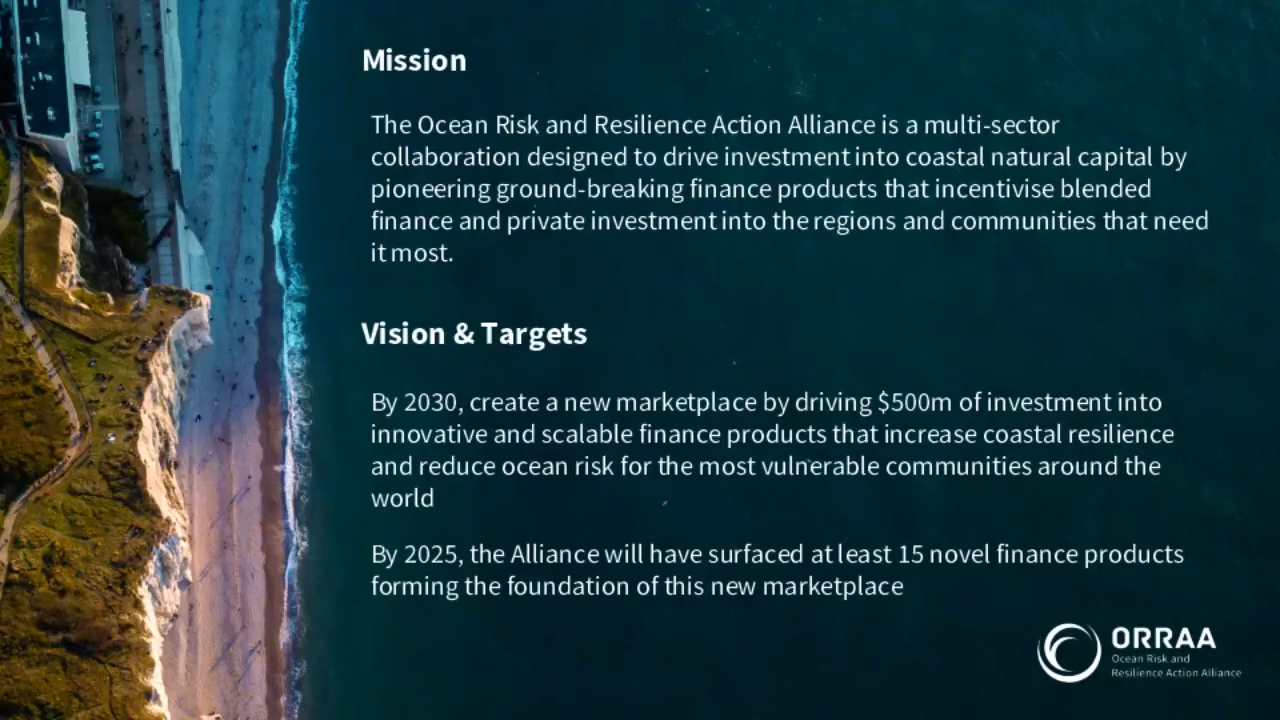 Mission
The Ocean Risk and Resilience Action Alliance is a multi-sector
collaboration designed to drive investment into coastal natural capital by
pioneering ground-breaking finance products that incentivise blended
finance and private investment into the regions and communities that need
it most.
Vision & Targets
By 2030, create a new marketplace by driving $500m of investment into
innovative and scalable finance products that increase coastal resilience
and reduce ocean risk for the most vulnerable communities around the
world
By 2025, the Alliance will have surfaced at least 15 novel finance products
forming the foundation of this new marketplace
ORRAA
Ocean Risk and
Resilience Action Alliance